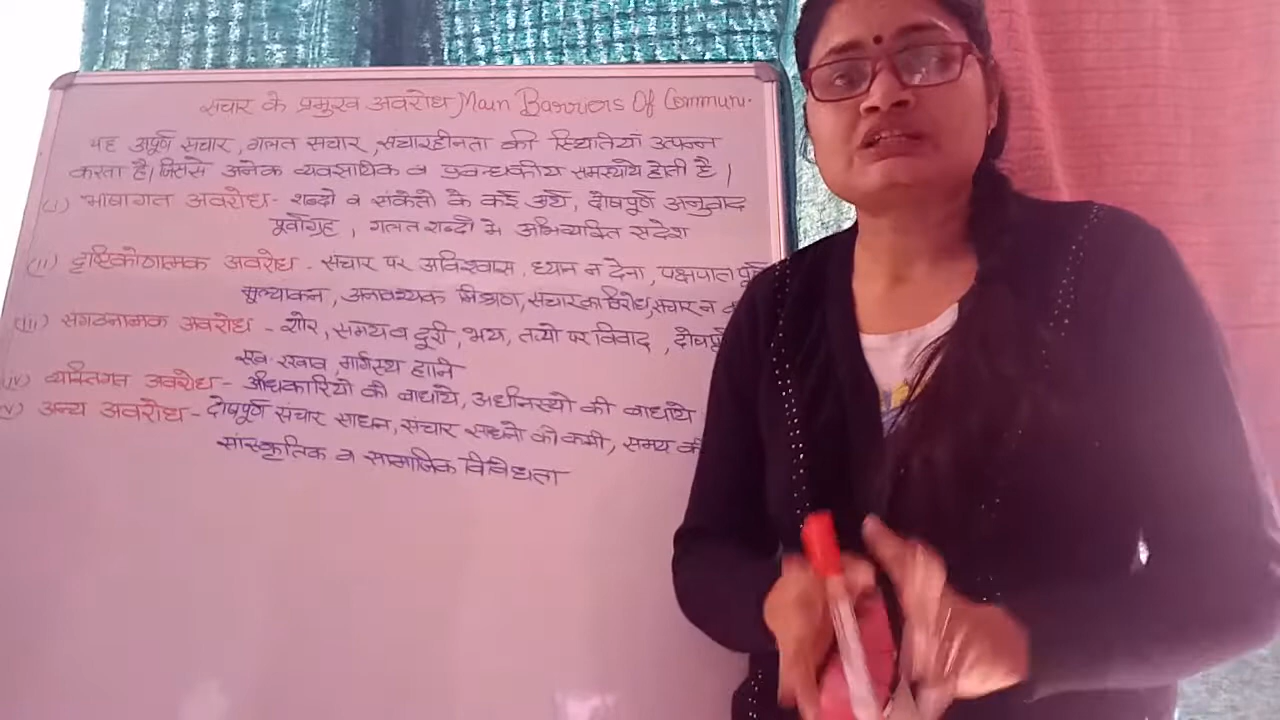 संचार के प्रमुख अवरोध Main Barriers Of Communi.
यह अपूर्ण संचार, गलत संचार, संचारहीनता की स्थितियां उत्पन्न
करता है। जिससे अनेक व्यवसायिक व प्रबन्धकीय समस्याये होती है।
(i) भाषागत अवरोध - शब्दो व संकेतो के कई अर्थ, दोषपूर्ण अनुवाद
पूर्वाग्रह, गलत शब्दो मे अभिव्यक्ति संदेश
(ii) दृष्टिकोणात्मक अवरोध - संचार पर अविश्वास, ध्यान न देना, पक्षपात पूर्ण
मूल्यांकन, अनावश्यक मिश्रण, संचार का विरोध, संचार न
(iii) संगठनात्मक अवरोध - शोर, समय व दूरी, भय, तथ्यो पर विवाद, दोषपूर्ण
रख-रखाव, मार्गस्थ हानि
(iv) व्यक्तिगत अवरोध - अधिकारियो की बाधाये, अधीनस्थो की बाधाये
(v) अन्य अवरोध - दोषपूर्ण संचार साधन, संचार साधनो की कमी, समय की
सांस्कृतिक व सामाजिक विविधता